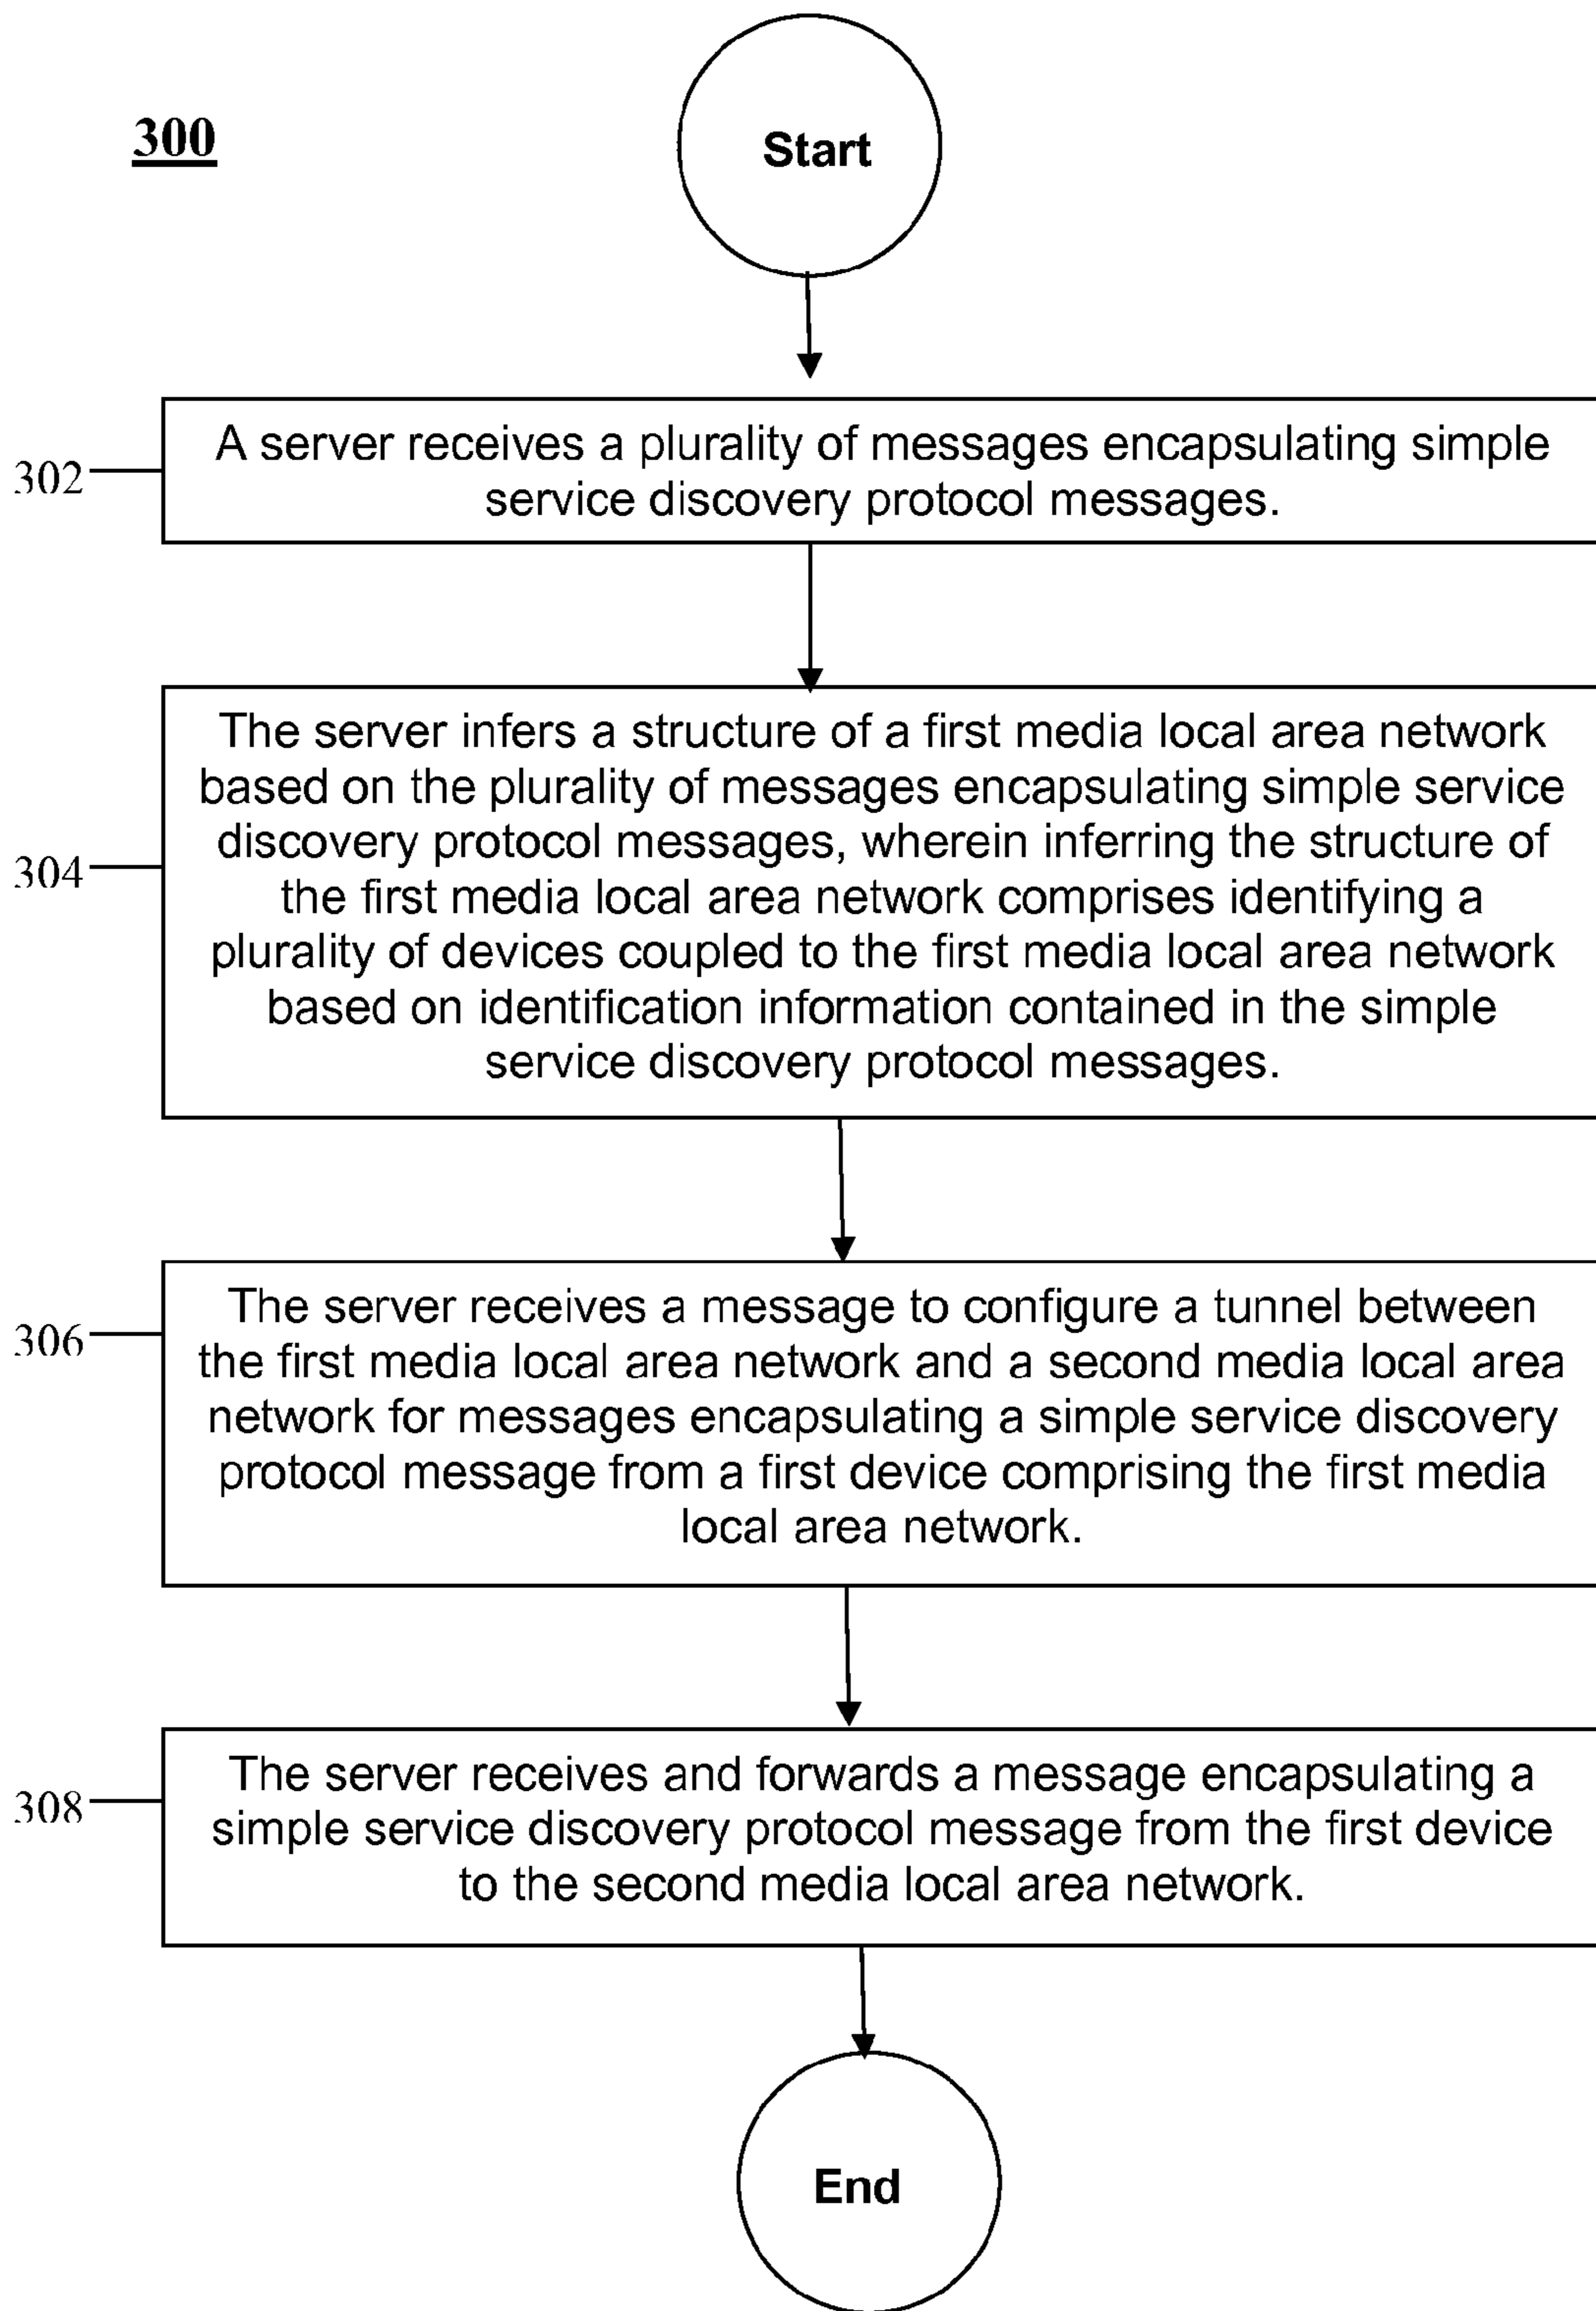 300
Start
302
A server receives a plurality of messages encapsulating simple
service discovery protocol messages.
304
The server infers a structure of a first media local area network
based on the plurality of messages encapsulating simple service
discovery protocol messages, wherein inferring the structure of
the first media local area network comprises identifying a
plurality of devices coupled to the first media local area network
based on identification information contained in the simple
service discovery protocol messages.
306
The server receives a message to configure a tunnel between
the first media local area network and a second media local area
network for messages encapsulating a simple service discovery
protocol message from a first device comprising the first media
local area network.
308
The server receives and forwards a message encapsulating a
simple service discovery protocol message from the first device
to the second media local area network.
End